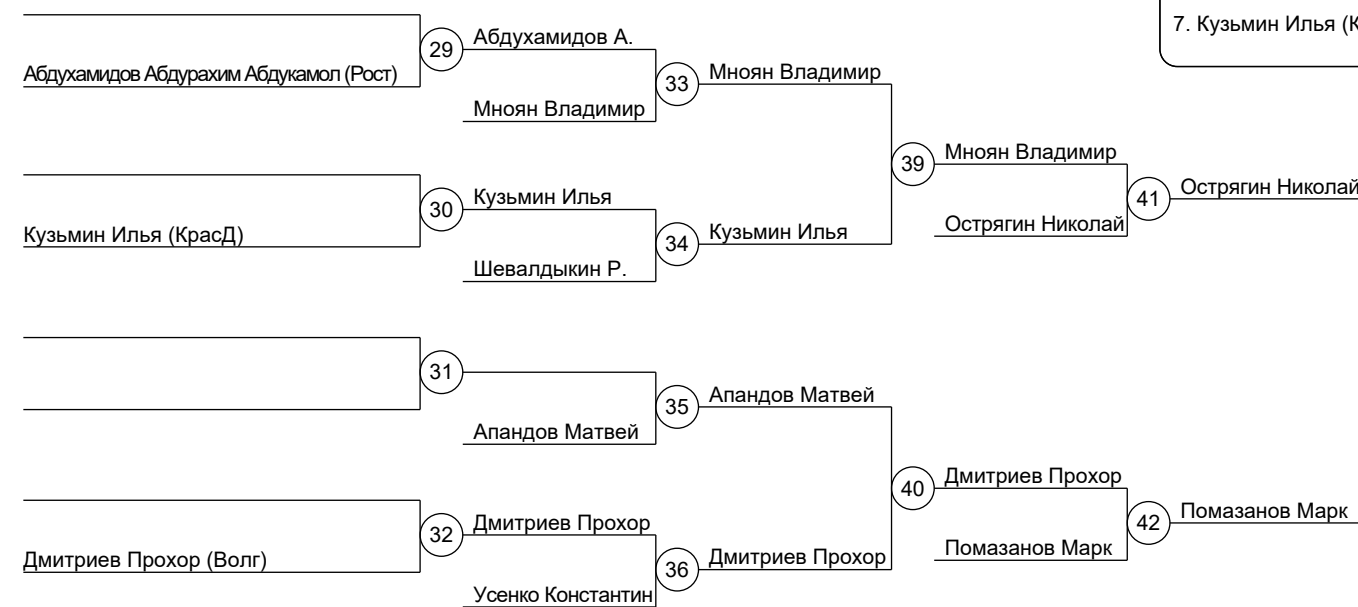 7. Кузьмин Илья (К
29
Абдухамидов А.
Абдухамидов Абдурахим Абдукамол (Рост)
33
Мноян Владимир
Мноян Владимир
39
Мноян Владимир
30
Кузьмин Илья
Кузьмин Илья (КрасД)
34
Кузьмин Илья
Шевалдыкин Р.
Острягин Николай
41
Острягин Николай
31
35
Апандов Матвей
Апандов Матвей
40
Дмитриев Прохор
32
Дмитриев Прохор
Дмитриев Прохор (Волг)
36
Дмитриев Прохор
Усенко Константин
Помазанов Марк
42
Помазанов Марк